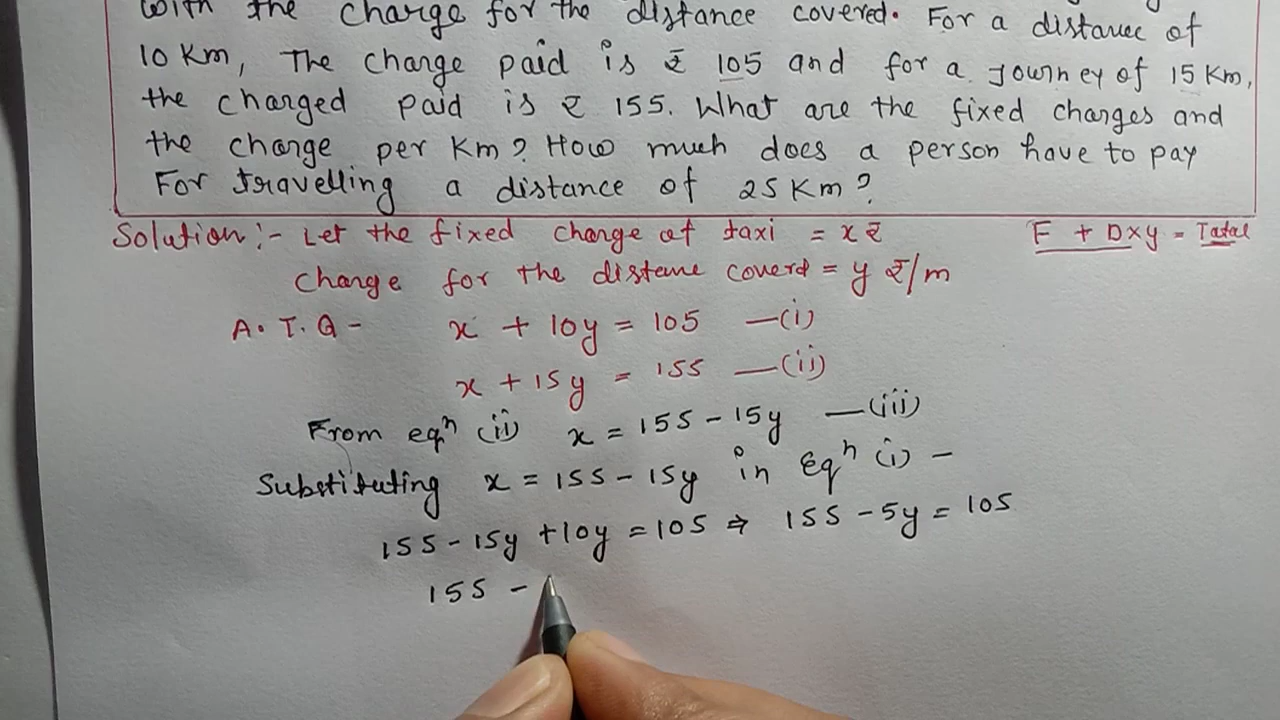 with the charge for the distance covered. For a distance of
10 Km, The charge paid is ₹ 105 and for a Journey of 15 Km,
the charged paid is ₹ 155. What are the fixed charges and
the charge per Km? How much does a person have to pay
For travelling a distance of 25 Km?
Solution :- Let the fixed charge of taxi = x ₹
F + D×y = Total
Charge for the distance coverd = y ₹/m
A.T.Q - x + 10y = 105 —(i)
x + 15y = 155 —(ii)
From eqⁿ (ii) x = 155 - 15y —(iii)
Substituting x = 155 - 15y in Eqⁿ (i) -
155 - 15y + 10y = 105 ⇒ 155 - 5y = 105
155 -